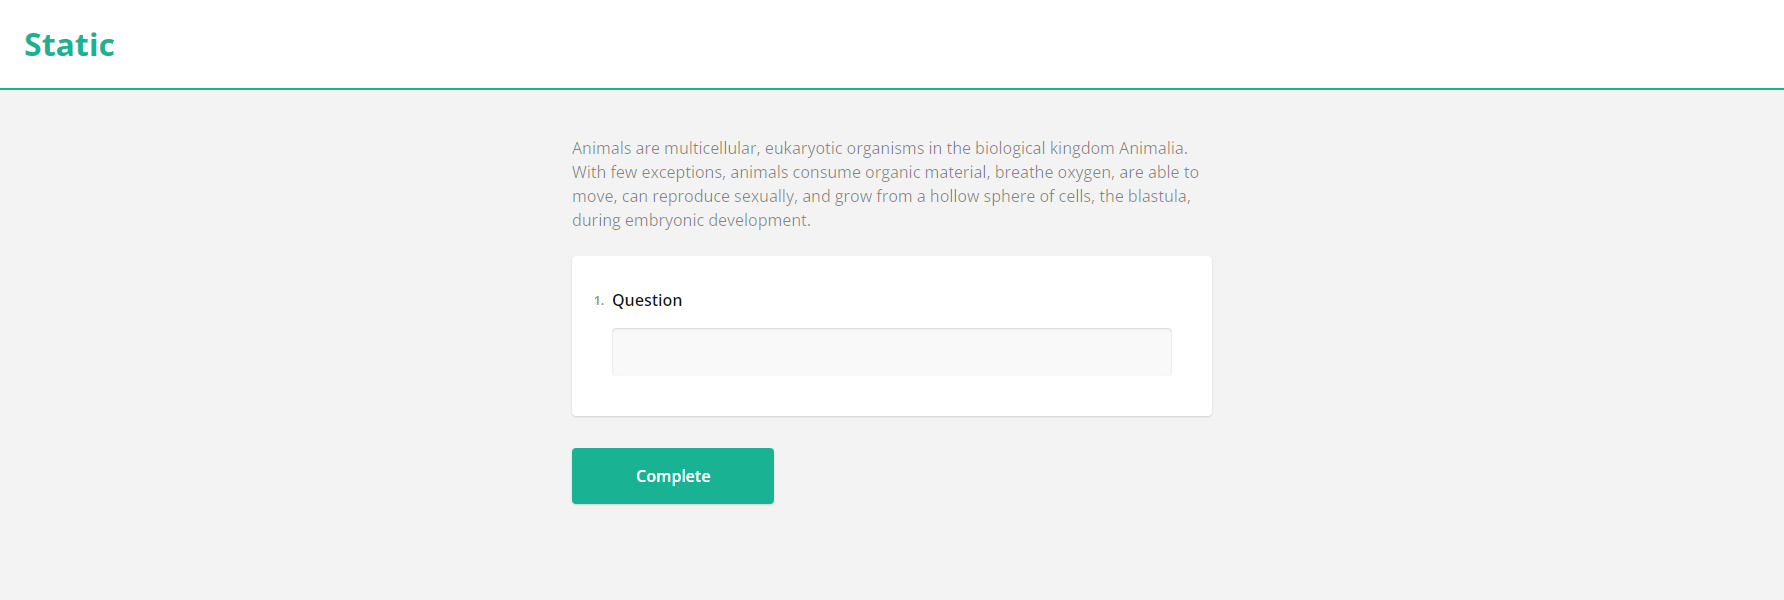 Static
Animals are multicellular, eukaryotic organisms in the biological kingdom Animalia.
With few exceptions, animals consume organic material, breathe oxygen, are able to
move, can reproduce sexually, and grow from a hollow sphere of cells, the blastula,
during embryonic development.
1. Question
Complete